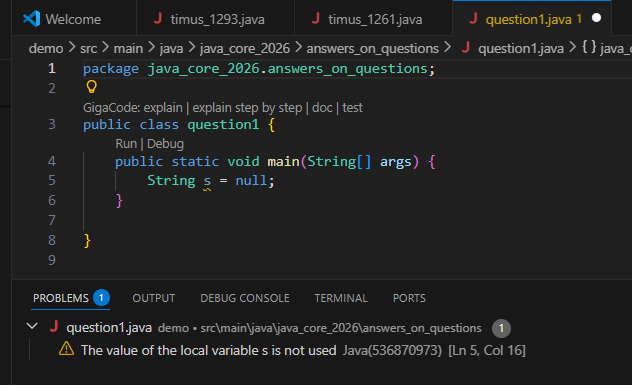 Welcome
J timus_1293.java
J timus_1261.java
J question1.java 1
demo > src > main > java > java_core_2026 > answers_on_questions > J question1.java > {} java_c
1 package java_core_2026.answers_on_questions;
2
GigaCode: explain | explain step by step | doc | test
3 public class question1 {
Run | Debug
4 public static void main(String[] args) {
5 String s = null;
6 }
7
8 }
9
PROBLEMS 1 OUTPUT DEBUG CONSOLE TERMINAL PORTS
J question1.java demo • src\main\java\java_core_2026\answers_on_questions 1
The value of the local variable s is not used Java(536870973) [Ln 5, Col 16]